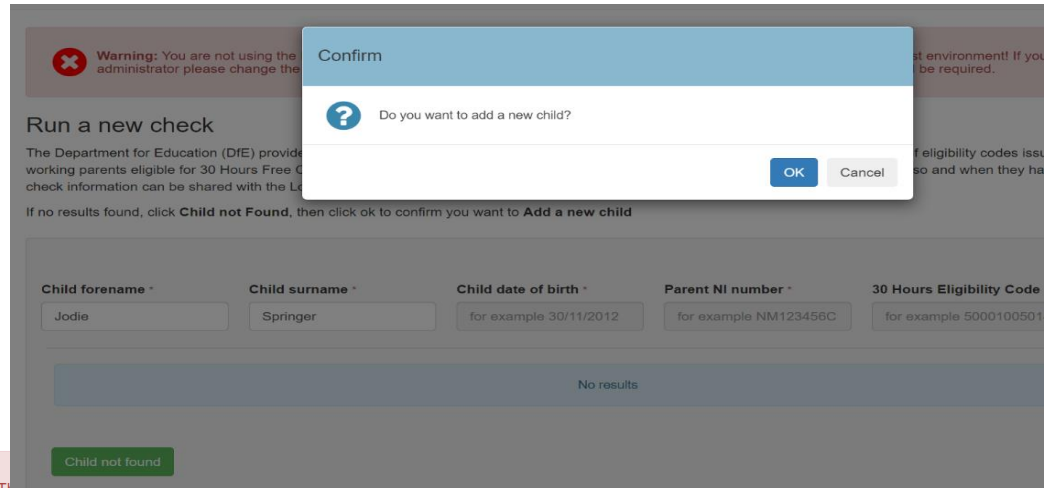 Confirm
Warning: You are not using the
st environment! If you
administrator please change the
be required.
Do you want to add a new child?
Run a new check
The Department for Education (DfE) provide
f eligibility codes issu
working parents eligible for 30 Hours Free C
so and when they ha
check information can be shared with the Lo
OK Cancel
If no results found, click Child not Found, then click ok to confirm you want to Add a new child
Child forename * Child surname * Child date of birth * Parent NI number * 30 Hours Eligibility Code
Jodie Springer for example 30/11/2012 for example NM123456C for example 5000100501
No results
Child not found